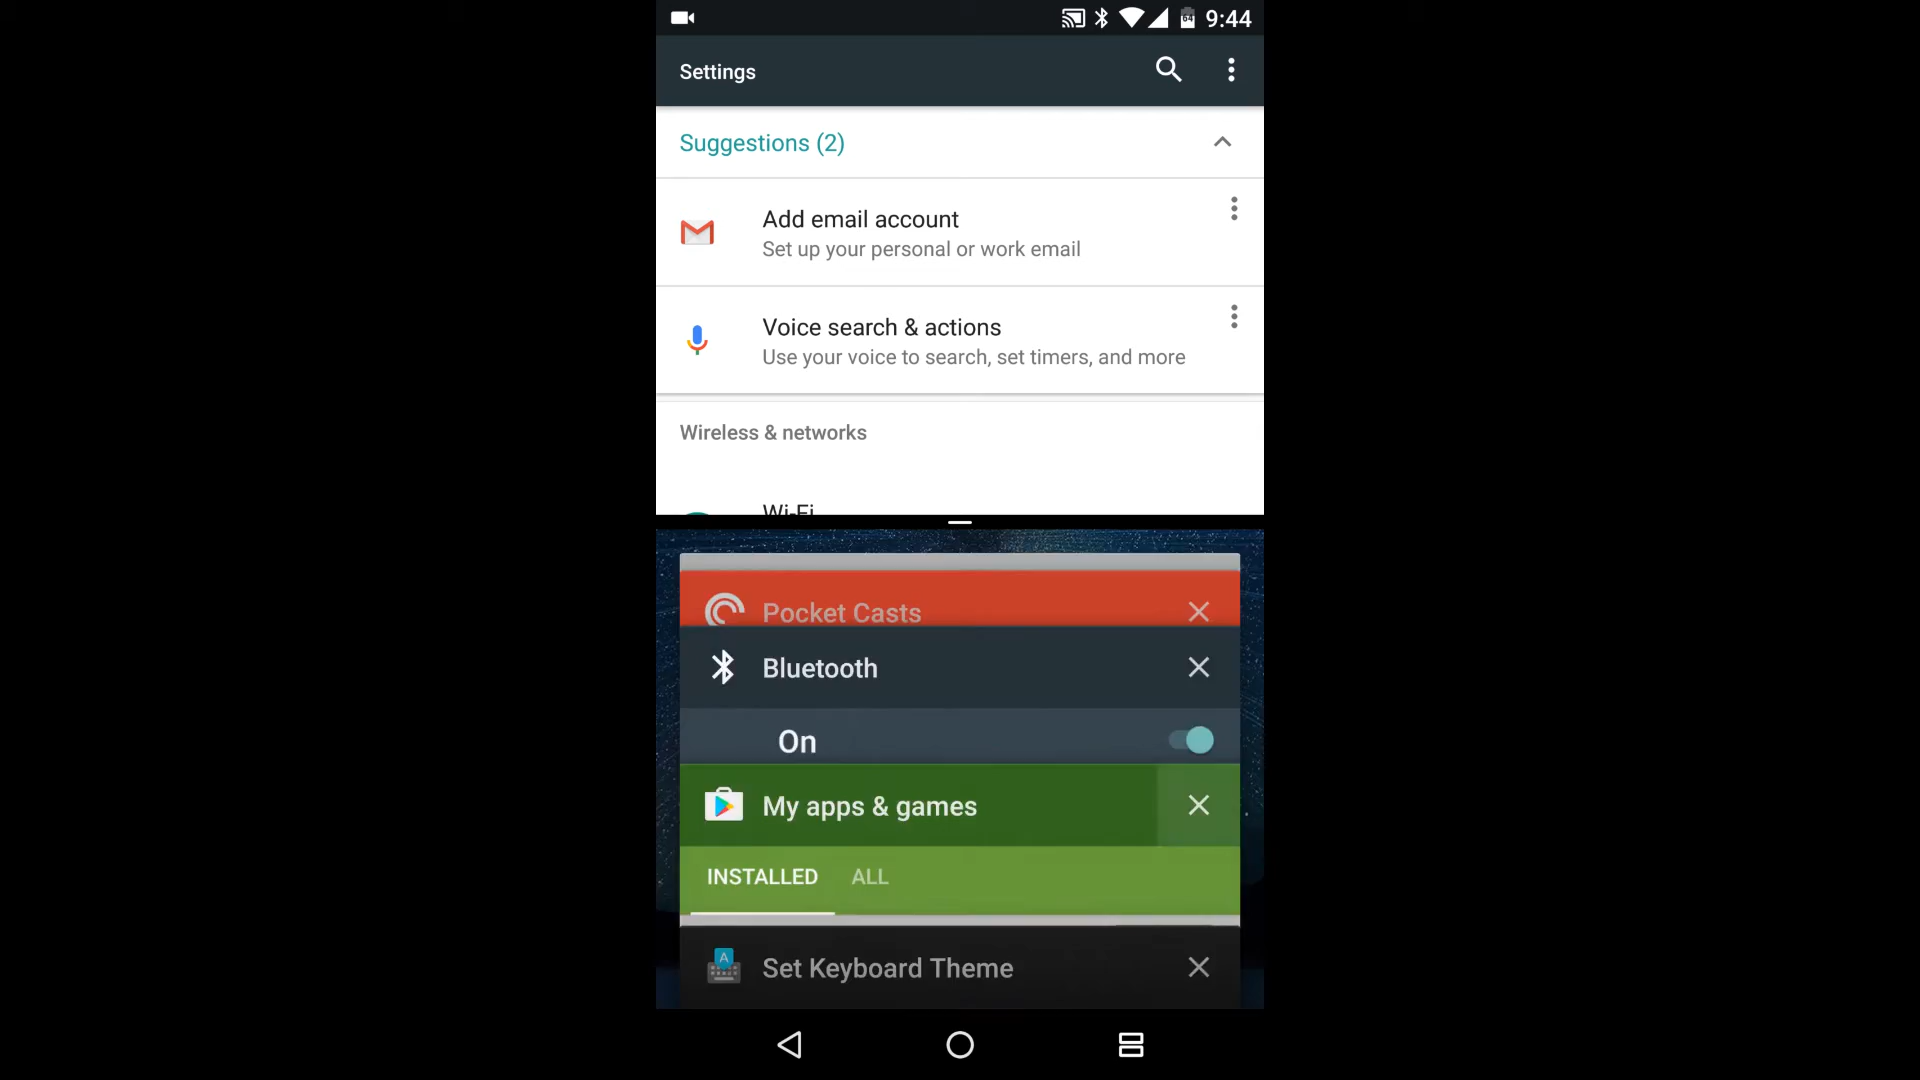 9:44
Settings
Suggestions (2)
Add email account
Set up your personal or work email
Voice search & actions
Use your voice to search, set timers, and more
Wireless & networks
Wi-Fi
Pocket Casts
Bluetooth
On
My apps & games
INSTALLED ALL
A
Set Keyboard Theme